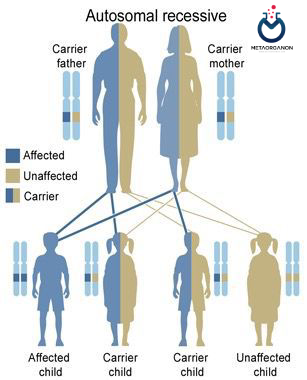 Autosomal recessive
METAORGANON
Carrier father
Carrier mother
Affected
Unaffected
Carrier
Affected child
Carrier child
Carrier child
Unaffected child